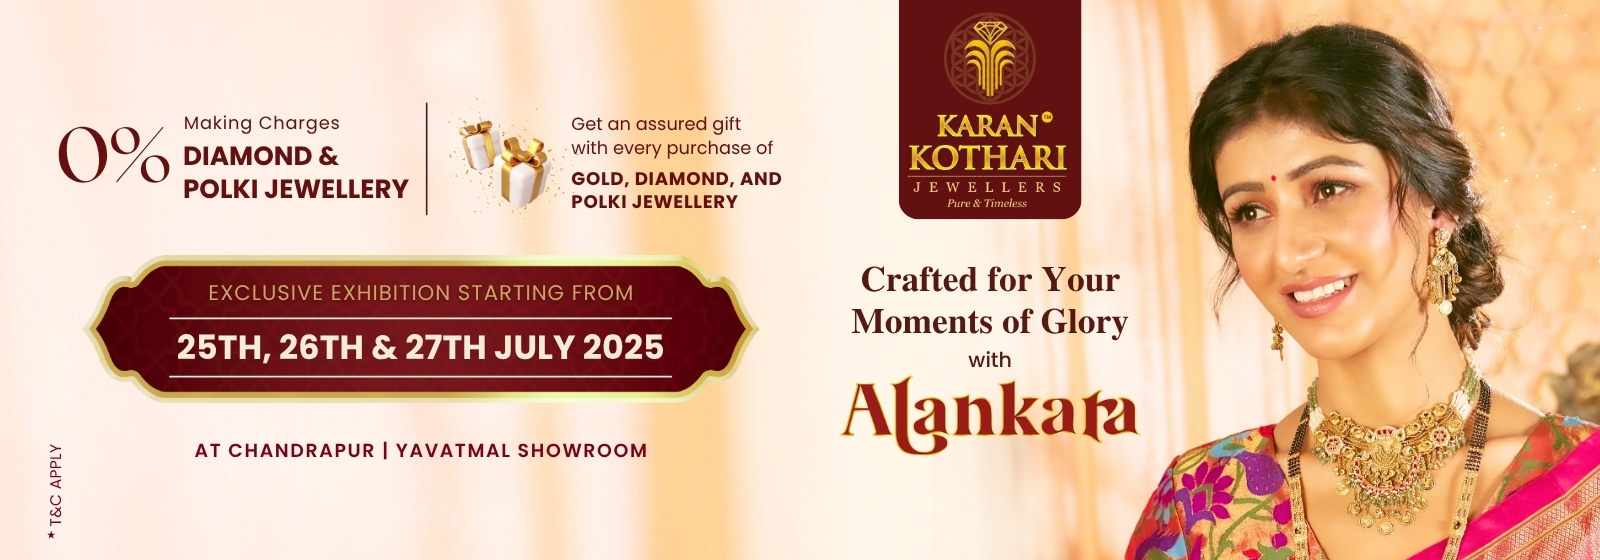 0%
Making Charges
DIAMOND &
POLKI JEWELLERY
Get an assured gift
with every purchase of
GOLD, DIAMOND, AND
POLKI JEWELLERY
EXCLUSIVE EXHIBITION STARTING FROM
25TH, 26TH & 27TH JULY 2025
AT CHANDRAPUR | YAVATMAL SHOWROOM
* T&C APPLY
KARAN TM
KOTHARI
JEWELLERS
Pure & Timeless
Crafted for Your
Moments of Glory
with
Alankara